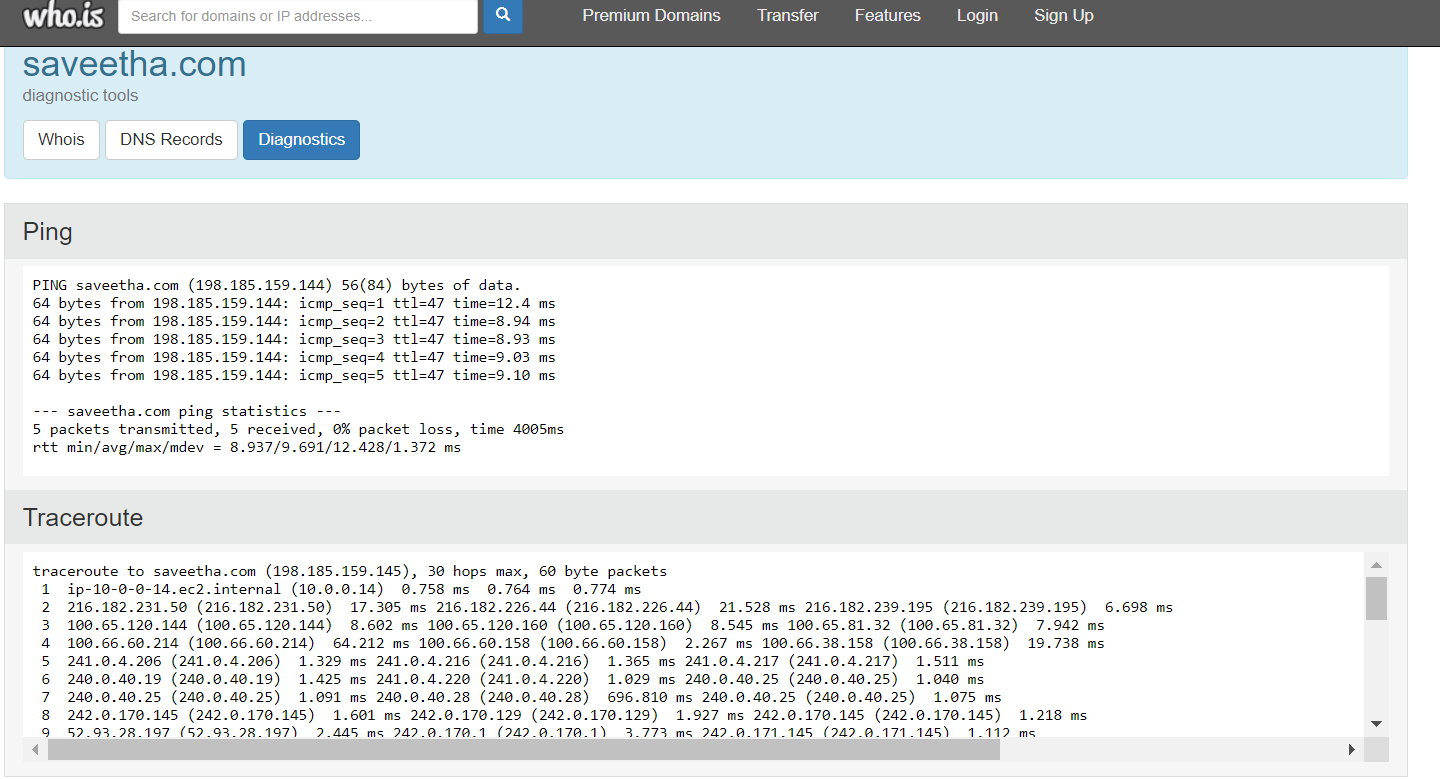 who.is Search for domains or IP addresses... Premium Domains Transfer Features Login Sign Up
saveetha.com
diagnostic tools
Whois DNS Records Diagnostics
Ping
PING saveetha.com (198.185.159.144) 56(84) bytes of data.
64 bytes from 198.185.159.144: icmp_seq=1 ttl=47 time=12.4 ms
64 bytes from 198.185.159.144: icmp_seq=2 ttl=47 time=8.94 ms
64 bytes from 198.185.159.144: icmp_seq=3 ttl=47 time=8.93 ms
64 bytes from 198.185.159.144: icmp_seq=4 ttl=47 time=9.03 ms
64 bytes from 198.185.159.144: icmp_seq=5 ttl=47 time=9.10 ms
--- saveetha.com ping statistics ---
5 packets transmitted, 5 received, 0% packet loss, time 4005ms
rtt min/avg/max/mdev = 8.937/9.691/12.428/1.372 ms
Traceroute
traceroute to saveetha.com (198.185.159.145), 30 hops max, 60 byte packets
1 ip-10-0-0-14.ec2.internal (10.0.0.14) 0.758 ms 0.764 ms 0.774 ms
2 216.182.231.50 (216.182.231.50) 17.305 ms 216.182.226.44 (216.182.226.44) 21.528 ms 216.182.239.195 (216.182.239.195) 6.698 ms
3 100.65.120.144 (100.65.120.144) 8.602 ms 100.65.120.160 (100.65.120.160) 8.545 ms 100.65.81.32 (100.65.81.32) 7.942 ms
4 100.66.60.214 (100.66.60.214) 64.212 ms 100.66.60.158 (100.66.60.158) 2.267 ms 100.66.38.158 (100.66.38.158) 19.738 ms
5 241.0.4.206 (241.0.4.206) 1.329 ms 241.0.4.216 (241.0.4.216) 1.365 ms 241.0.4.217 (241.0.4.217) 1.511 ms
6 240.0.40.19 (240.0.40.19) 1.425 ms 241.0.4.220 (241.0.4.220) 1.029 ms 240.0.40.25 (240.0.40.25) 1.040 ms
7 240.0.40.25 (240.0.40.25) 1.091 ms 240.0.40.28 (240.0.40.28) 696.810 ms 240.0.40.25 (240.0.40.25) 1.075 ms
8 242.0.170.145 (242.0.170.145) 1.601 ms 242.0.170.129 (242.0.170.129) 1.927 ms 242.0.170.145 (242.0.170.145) 1.218 ms
9 52.93.28.197 (52.93.28.197) 2.445 ms 242.0.170.1 (242.0.170.1) 3.773 ms 242.0.171.145 (242.0.171.145) 1.112 ms